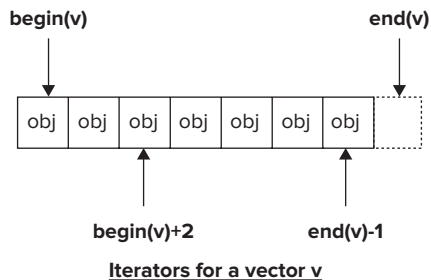 begin(v) end(v)
obj obj obj obj obj obj obj
begin(v)+2 end(v)-1
Iterators for a vector v